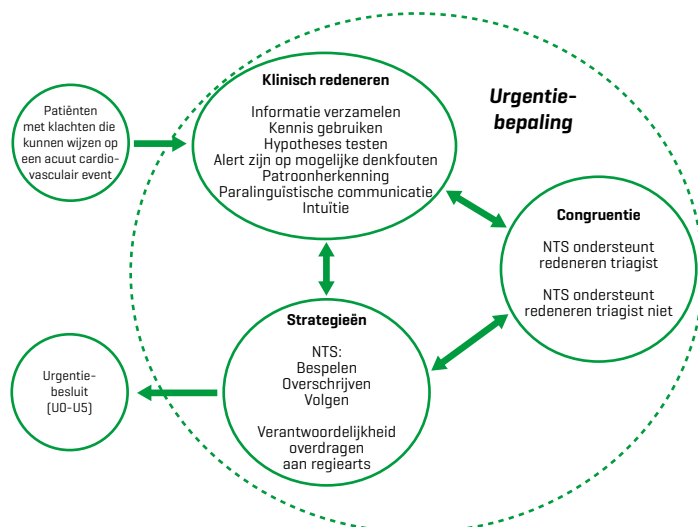 Patiënten
met klachten die
kunnen wijzen op
een acuut cardio-
vasculair event
Klinisch redeneren
Informatie verzamelen
Kennis gebruiken
Hypotheses testen
Alert zijn op mogelijke denkfouten
Patroonherkenning
Paralinguïstische communicatie
Intuïtie
Urgentie-
bepaling
Congruentie
NTS ondersteunt
redeneren triagist
NTS ondersteunt
redeneren triagist niet
Strategieën
NTS:
Bespelen
Overschrijven
Volgen
Verantwoordelijkheid
overdragen
aan regiearts
Urgentie-
besluit
(U0-U5)